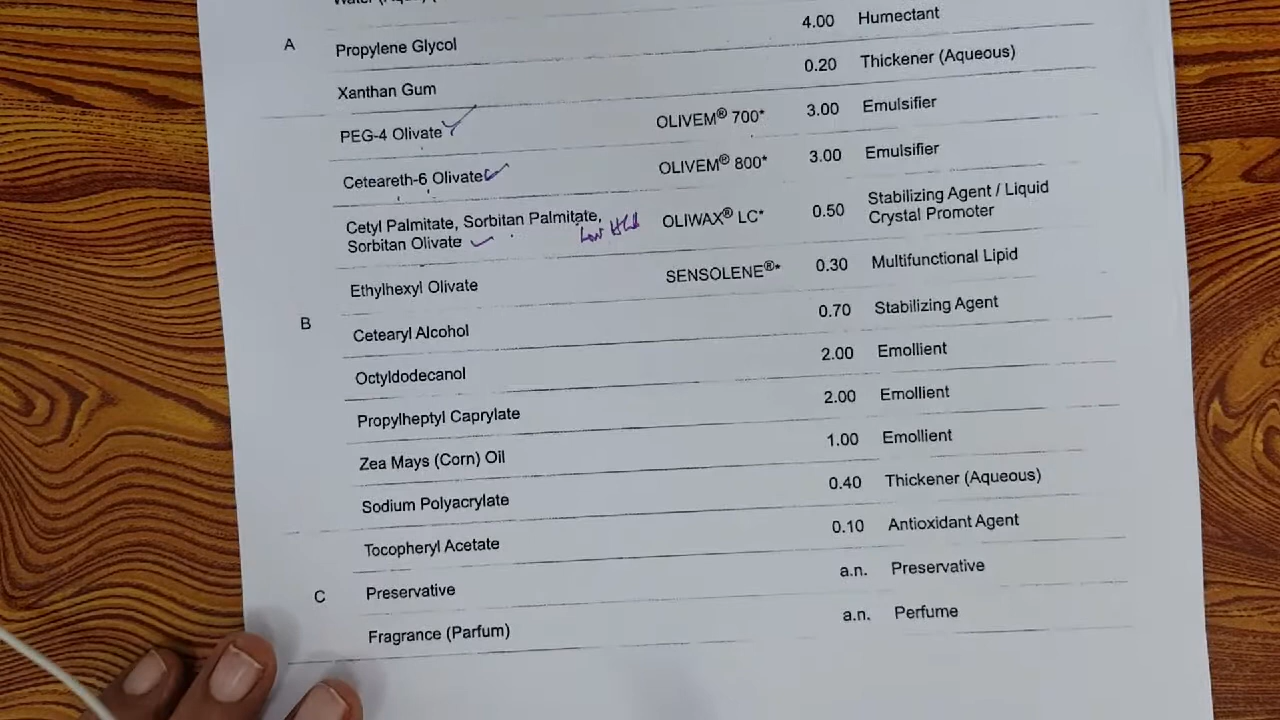 A
Propylene Glycol 4.00 Humectant
Xanthan Gum 0.20 Thickener (Aqueous)
PEG-4 Olivate OLIVEM® 700* 3.00 Emulsifier
Ceteareth-6 Olivate OLIVEM® 800* 3.00 Emulsifier
Cetyl Palmitate, Sorbitan Palmitate,
Sorbitan Olivate Low HLB OLIWAX® LC* 0.50 Stabilizing Agent / Liquid
Crystal Promoter
Ethylhexyl Olivate SENSOLENE®* 0.30 Multifunctional Lipid
B
Cetearyl Alcohol 0.70 Stabilizing Agent
Octyldodecanol 2.00 Emollient
Propylheptyl Caprylate 2.00 Emollient
Zea Mays (Corn) Oil 1.00 Emollient
Sodium Polyacrylate 0.40 Thickener (Aqueous)
Tocopheryl Acetate 0.10 Antioxidant Agent
C Preservative a.n. Preservative
Fragrance (Parfum) a.n. Perfume